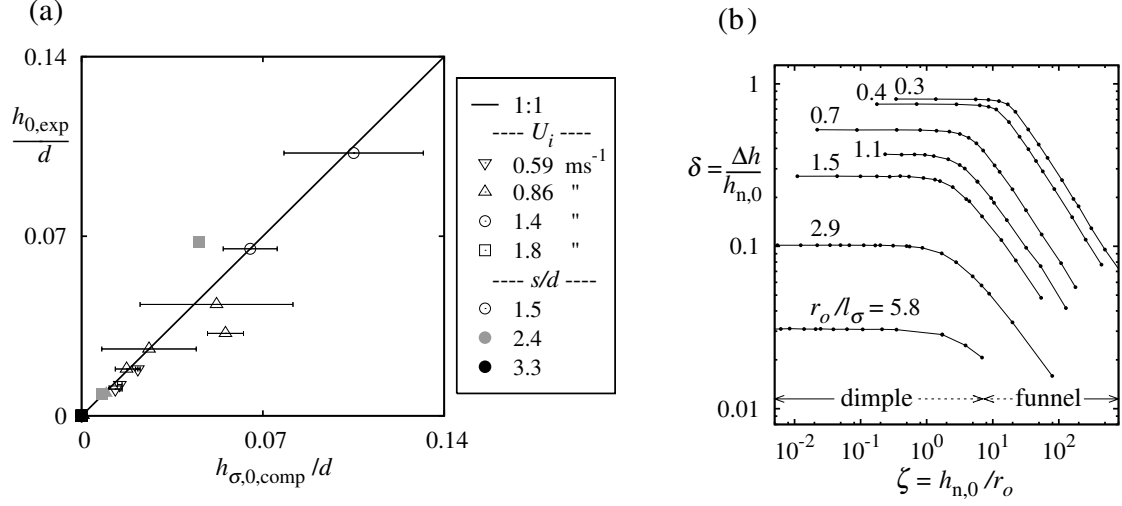 (a)
0.14
h0,exp
d
0.07
0
0 0.07 0.14
hσ,0,comp /d
1:1
---- Ui ----
0.59 ms-1
0.86 "
1.4 "
1.8 "
---- s/d ----
1.5
2.4
3.3
(b)
1
δ = Δh
hn,0
0.1
0.01
0.4 0.3
0.7
1.1
1.5
2.9
ro /lσ = 5.8
dimple funnel
10-2 10-1 100 101 102
ζ = hn,0 /ro